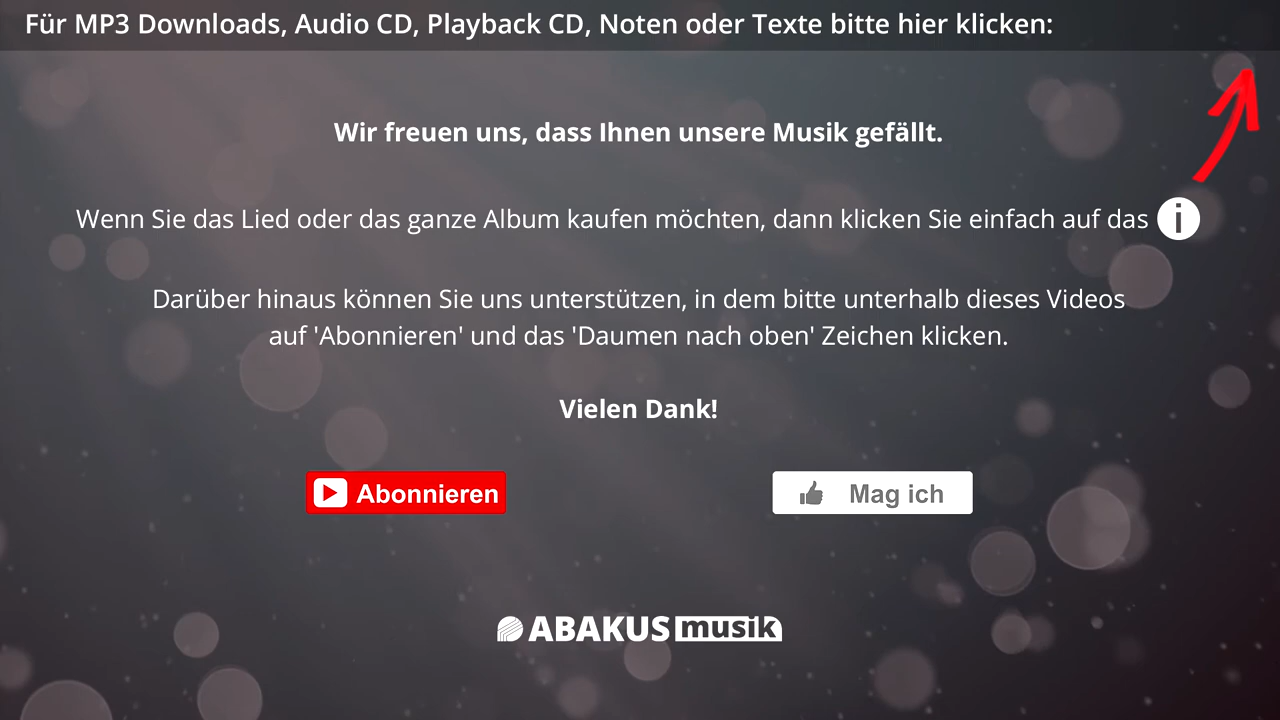 Für MP3 Downloads, Audio CD, Playback CD, Noten oder Texte bitte hier klicken:
Wir freuen uns, dass Ihnen unsere Musik gefällt.
Wenn Sie das Lied oder das ganze Album kaufen möchten, dann klicken Sie einfach auf das i
Darüber hinaus können Sie uns unterstützen, in dem bitte unterhalb dieses Videos
auf 'Abonnieren' und das 'Daumen nach oben' Zeichen klicken.
Vielen Dank!
Abonnieren
Mag ich
ABAKUS musik